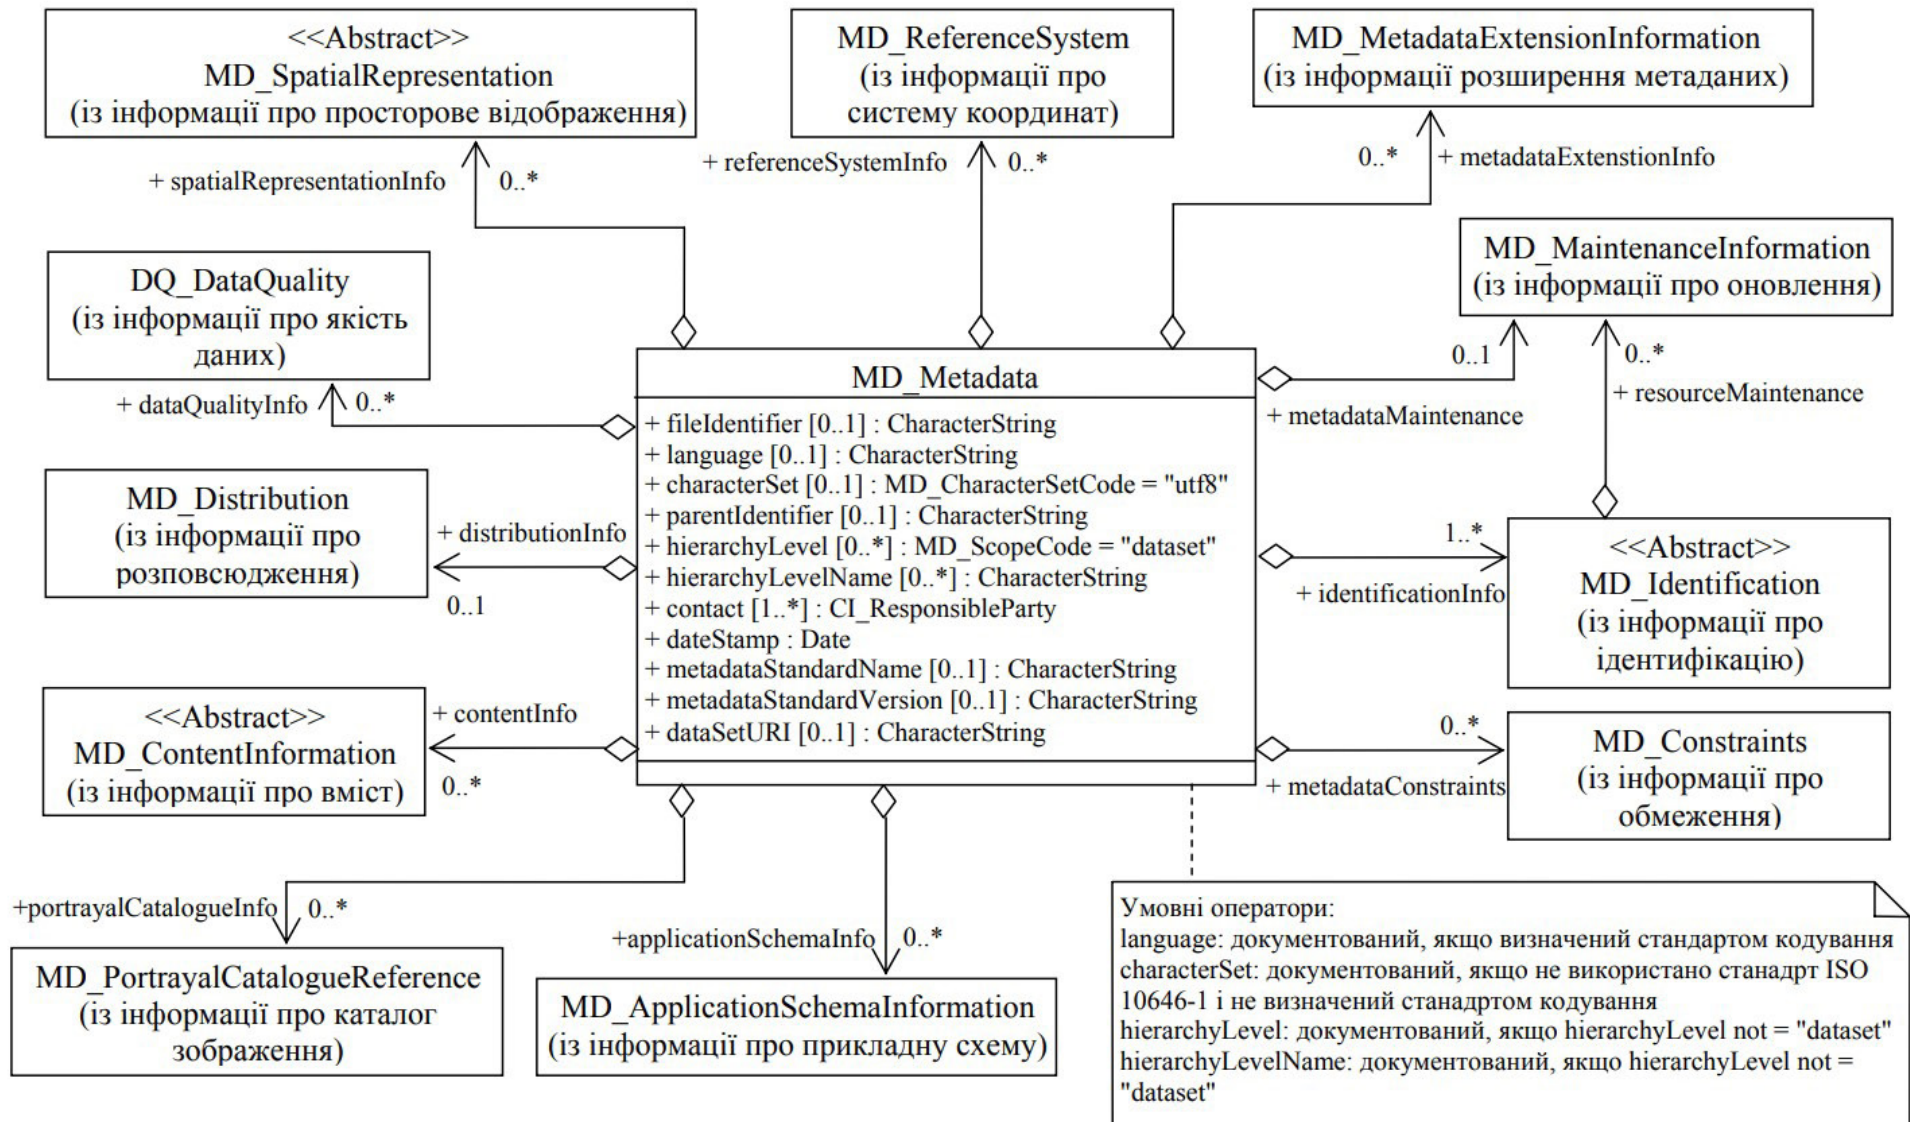 <<Abstract>>
MD_SpatialRepresentation
(із інформації про просторове відображення)
MD_ReferenceSystem
(із інформації про
систему координат)
MD_MetadataExtensionInformation
(із інформації розширення метаданих)
+ spatialRepresentationInfo
0..*
+ referenceSystemInfo
0..*
0..*
+ metadataExtenstionInfo
DQ_DataQuality
(із інформації про якість
даних)
MD_MaintenanceInformation
(із інформації про оновлення)
+ dataQualityInfo
0..*
0..1
0..*
+ metadataMaintenance
+ resourceMaintenance
MD_Metadata
+ fileIdentifier [0..1] : CharacterString
+ language [0..1] : CharacterString
+ characterSet [0..1] : MD_CharacterSetCode = "utf8"
+ parentIdentifier [0..1] : CharacterString
+ hierarchyLevel [0..*] : MD_ScopeCode = "dataset"
+ hierarchyLevelName [0..*] : CharacterString
+ contact [1..*] : CI_ResponsibleParty
+ dateStamp : Date
+ metadataStandardName [0..1] : CharacterString
+ metadataStandardVersion [0..1] : CharacterString
+ dataSetURI [0..1] : CharacterString
MD_Distribution
(із інформації про
розповсюдження)
+ distributionInfo
0..1
1..*
+ identificationInfo
<<Abstract>>
MD_Identification
(із інформації про
ідентифікацію)
<<Abstract>>
MD_ContentInformation
(із інформації про вміст)
+ contentInfo
0..*
0..*
+ metadataConstraints
MD_Constraints
(із інформації про
обмеження)
+portrayalCatalogueInfo
0..*
+applicationSchemaInfo
0..*
MD_PortrayalCatalogueReference
(із інформації про каталог
зображення)
MD_ApplicationSchemaInformation
(із інформації про прикладну схему)
Умовні оператори:
language: документований, якщо визначений стандартом кодування
characterSet: документований, якщо не використано станадрт ISO
10646-1 і не визначений станадртом кодування
hierarchyLevel: документований, якщо hierarchyLevel not = "dataset"
hierarchyLevelName: документований, якщо hierarchyLevel not =
"dataset"